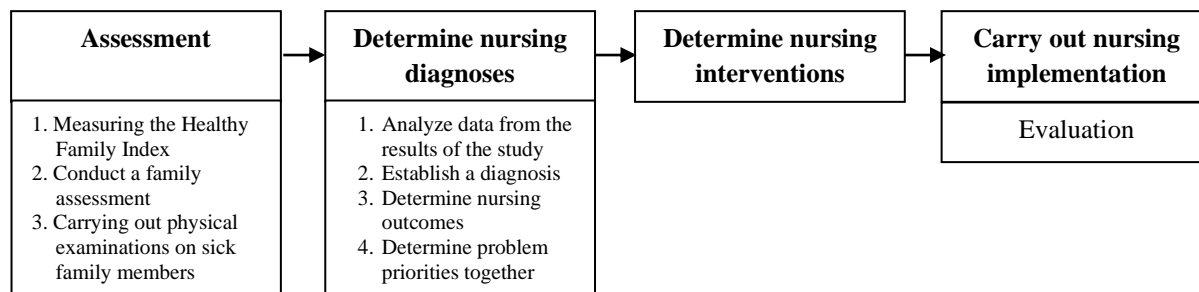 Assessment
1. Measuring the Healthy
Family Index
2. Conduct a family
assessment
3. Carrying out physical
examinations on sick
family members
Determine nursing
diagnoses
1. Analyze data from the
results of the study
2. Establish a diagnosis
3. Determine nursing
outcomes
4. Determine problem
priorities together
Determine nursing
interventions
Carry out nursing
implementation
Evaluation